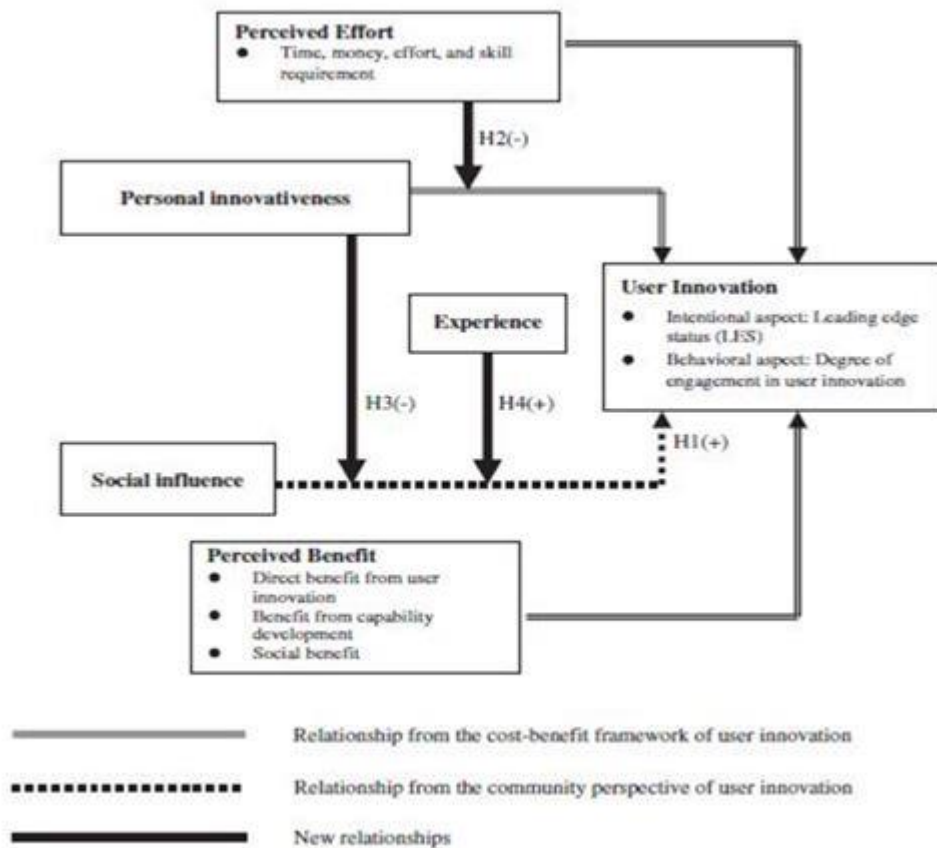 Perceived Effort
● Time, money, effort, and skill
requirement
H2(-)
Personal innovativeness
User Innovation
● Intentional aspect: Leading edge
status (LES)
● Behavioral aspect: Degree of
engagement in user innovation
Experience
H3(-)
H4(+)
H1(+)
Social influence
Perceived Benefit
● Direct benefit from user
innovation
● Benefit from capability
development
● Social benefit
Relationship from the cost-benefit framework of user innovation
Relationship from the community perspective of user innovation
New relationships